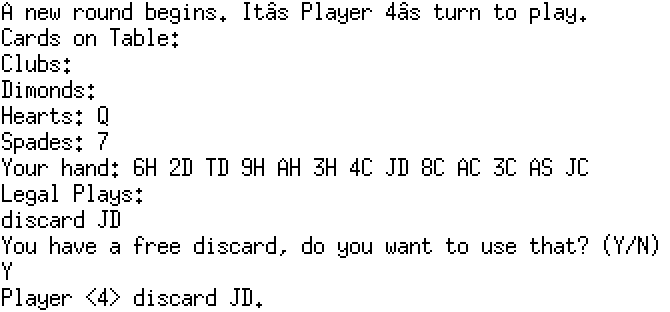 A new round begins. Itâs Player 4âs turn to play.
Cards on Table:
Clubs:
Dimonds:
Hearts: Q
Spades: 7
Your hand: 6H 2D TD 9H AH 3H 4C JD 8C AC 3C AS JC
Legal Plays:
discard JD
You have a free discard, do you want to use that? (Y/N)
Y
Player <4> discard JD.